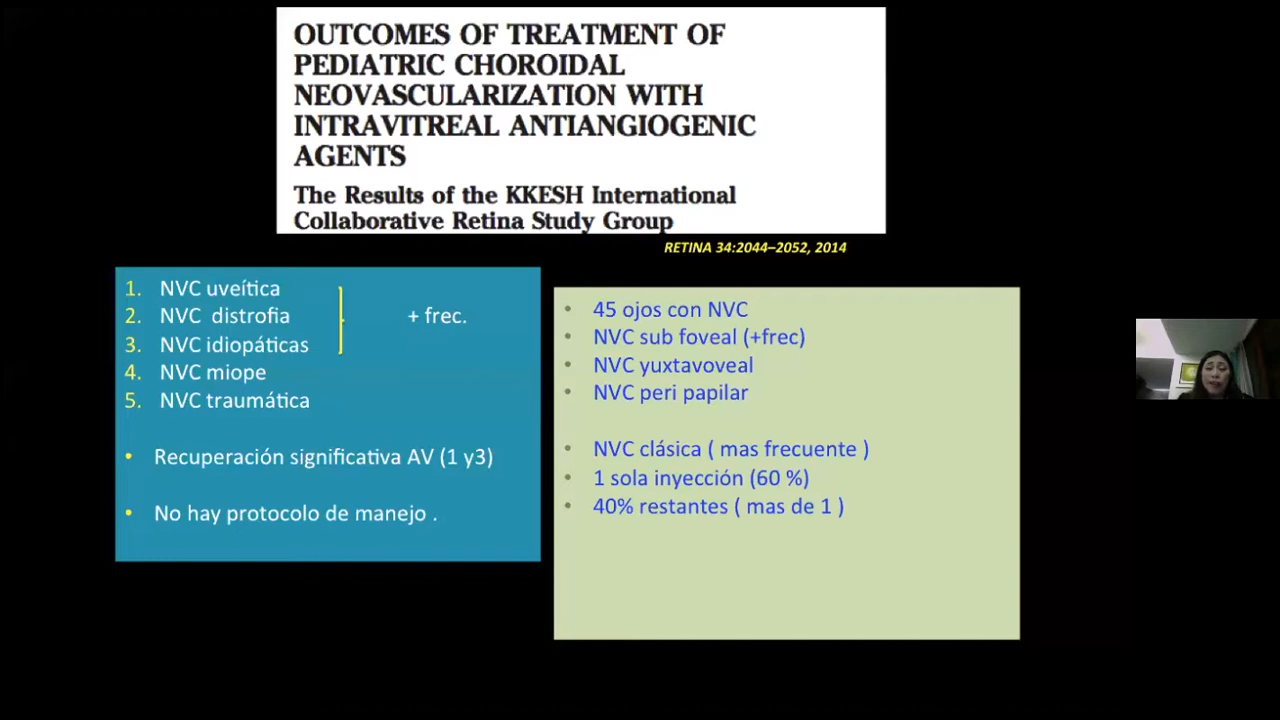 OUTCOMES OF TREATMENT OF
PEDIATRIC CHOROIDAL
NEOVASCULARIZATION WITH
INTRAVITREAL ANTIANGIOGENIC
AGENTS
The Results of the KKESH International
Collaborative Retina Study Group
RETINA 34:2044–2052, 2014
1. NVC uveítica
2. NVC distrofia + frec.
3. NVC idiopáticas
4. NVC miope
5. NVC traumática
• Recuperación significativa AV (1 y3)
• No hay protocolo de manejo .
• 45 ojos con NVC
• NVC sub foveal (+frec)
• NVC yuxtavoveal
• NVC peri papilar
• NVC clásica ( mas frecuente )
• 1 sola inyección (60 %)
• 40% restantes ( mas de 1 )